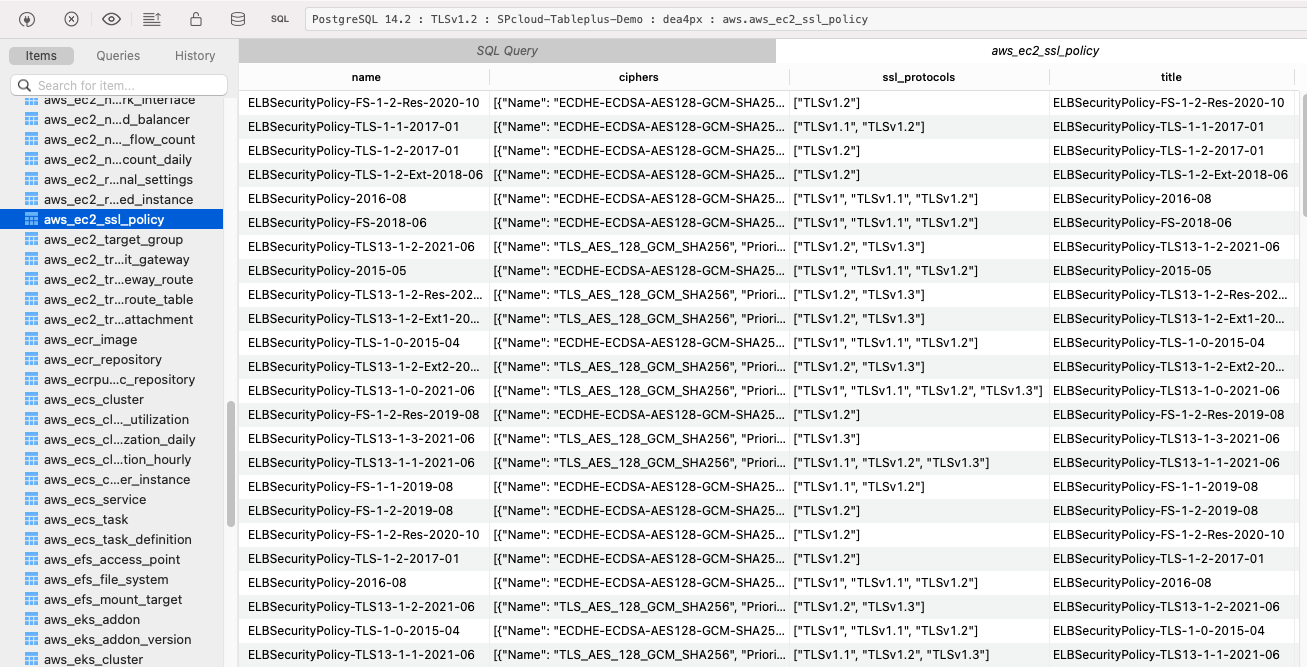 SQL PostgreSQL 14.2 : TLSv1.2 : SPcloud-Tableplus-Demo : dea4px : aws.aws_ec2_ssl_policy
Items Queries History
Search for item...
aws_ec2_n...rk_interface
aws_ec2_n...d_balancer
aws_ec2_n..._flow_count
aws_ec2_n...count_daily
aws_ec2_r...nal_settings
aws_ec2_r...ed_instance
aws_ec2_ssl_policy
aws_ec2_target_group
aws_ec2_tr...it_gateway
aws_ec2_tr...eway_route
aws_ec2_tr...route_table
aws_ec2_tr...attachment
aws_ecr_image
aws_ecr_repository
aws_ecrpu...c_repository
aws_ecs_cluster
aws_ecs_cl..._utilization
aws_ecs_cl...zation_daily
aws_ecs_cl...tion_hourly
aws_ecs_c...er_instance
aws_ecs_service
aws_ecs_task
aws_ecs_task_definition
aws_efs_access_point
aws_efs_file_system
aws_efs_mount_target
aws_eks_addon
aws_eks_addon_version
aws_eks_cluster
SQL Query aws_ec2_ssl_policy
name ciphers ssl_protocols title
ELBSecurityPolicy-FS-1-2-Res-2020-10 [{"Name": "ECDHE-ECDSA-AES128-GCM-SHA25... ["TLSv1.2"] ELBSecurityPolicy-FS-1-2-Res-2020-10
ELBSecurityPolicy-TLS-1-1-2017-01 [{"Name": "ECDHE-ECDSA-AES128-GCM-SHA25... ["TLSv1.1", "TLSv1.2"] ELBSecurityPolicy-TLS-1-1-2017-01
ELBSecurityPolicy-TLS-1-2-2017-01 [{"Name": "ECDHE-ECDSA-AES128-GCM-SHA25... ["TLSv1.2"] ELBSecurityPolicy-TLS-1-2-2017-01
ELBSecurityPolicy-TLS-1-2-Ext-2018-06 [{"Name": "ECDHE-ECDSA-AES128-GCM-SHA25... ["TLSv1.2"] ELBSecurityPolicy-TLS-1-2-Ext-2018-06
ELBSecurityPolicy-2016-08 [{"Name": "ECDHE-ECDSA-AES128-GCM-SHA25... ["TLSv1", "TLSv1.1", "TLSv1.2"] ELBSecurityPolicy-2016-08
ELBSecurityPolicy-FS-2018-06 [{"Name": "ECDHE-ECDSA-AES128-GCM-SHA25... ["TLSv1", "TLSv1.1", "TLSv1.2"] ELBSecurityPolicy-FS-2018-06
ELBSecurityPolicy-TLS13-1-2-2021-06 [{"Name": "TLS_AES_128_GCM_SHA256", "Priori... ["TLSv1.2", "TLSv1.3"] ELBSecurityPolicy-TLS13-1-2-2021-06
ELBSecurityPolicy-2015-05 [{"Name": "ECDHE-ECDSA-AES128-GCM-SHA25... ["TLSv1", "TLSv1.1", "TLSv1.2"] ELBSecurityPolicy-2015-05
ELBSecurityPolicy-TLS13-1-2-Res-202... [{"Name": "TLS_AES_128_GCM_SHA256", "Priori... ["TLSv1.2", "TLSv1.3"] ELBSecurityPolicy-TLS13-1-2-Res-202...
ELBSecurityPolicy-TLS13-1-2-Ext1-20... [{"Name": "TLS_AES_128_GCM_SHA256", "Priori... ["TLSv1.2", "TLSv1.3"] ELBSecurityPolicy-TLS13-1-2-Ext1-20...
ELBSecurityPolicy-TLS-1-0-2015-04 [{"Name": "ECDHE-ECDSA-AES128-GCM-SHA25... ["TLSv1", "TLSv1.1", "TLSv1.2"] ELBSecurityPolicy-TLS-1-0-2015-04
ELBSecurityPolicy-TLS13-1-2-Ext2-20... [{"Name": "TLS_AES_128_GCM_SHA256", "Priori... ["TLSv1.2", "TLSv1.3"] ELBSecurityPolicy-TLS13-1-2-Ext2-20...
ELBSecurityPolicy-TLS13-1-0-2021-06 [{"Name": "TLS_AES_128_GCM_SHA256", "Priori... ["TLSv1", "TLSv1.1", "TLSv1.2", "TLSv1.3"] ELBSecurityPolicy-TLS13-1-0-2021-06
ELBSecurityPolicy-FS-1-2-Res-2019-08 [{"Name": "ECDHE-ECDSA-AES128-GCM-SHA25... ["TLSv1.2"] ELBSecurityPolicy-FS-1-2-Res-2019-08
ELBSecurityPolicy-TLS13-1-3-2021-06 [{"Name": "TLS_AES_128_GCM_SHA256", "Priori... ["TLSv1.3"] ELBSecurityPolicy-TLS13-1-3-2021-06
ELBSecurityPolicy-TLS13-1-1-2021-06 [{"Name": "TLS_AES_128_GCM_SHA256", "Priori... ["TLSv1.1", "TLSv1.2", "TLSv1.3"] ELBSecurityPolicy-TLS13-1-1-2021-06
ELBSecurityPolicy-FS-1-1-2019-08 [{"Name": "ECDHE-ECDSA-AES128-GCM-SHA25... ["TLSv1.1", "TLSv1.2"] ELBSecurityPolicy-FS-1-1-2019-08
ELBSecurityPolicy-FS-1-2-2019-08 [{"Name": "ECDHE-ECDSA-AES128-GCM-SHA25... ["TLSv1.2"] ELBSecurityPolicy-FS-1-2-2019-08
ELBSecurityPolicy-FS-1-2-Res-2020-10 [{"Name": "ECDHE-ECDSA-AES128-GCM-SHA25... ["TLSv1.2"] ELBSecurityPolicy-FS-1-2-Res-2020-10
ELBSecurityPolicy-TLS-1-2-2017-01 [{"Name": "ECDHE-ECDSA-AES128-GCM-SHA25... ["TLSv1.2"] ELBSecurityPolicy-TLS-1-2-2017-01
ELBSecurityPolicy-2016-08 [{"Name": "ECDHE-ECDSA-AES128-GCM-SHA25... ["TLSv1", "TLSv1.1", "TLSv1.2"] ELBSecurityPolicy-2016-08
ELBSecurityPolicy-TLS13-1-2-2021-06 [{"Name": "TLS_AES_128_GCM_SHA256", "Priori... ["TLSv1.2", "TLSv1.3"] ELBSecurityPolicy-TLS13-1-2-2021-06
ELBSecurityPolicy-TLS-1-0-2015-04 [{"Name": "ECDHE-ECDSA-AES128-GCM-SHA25... ["TLSv1", "TLSv1.1", "TLSv1.2"] ELBSecurityPolicy-TLS-1-0-2015-04
ELBSecurityPolicy-TLS13-1-1-2021-06 [{"Name": "TLS_AES_128_GCM_SHA256", "Priori... ["TLSv1.1", "TLSv1.2", "TLSv1.3"] ELBSecurityPolicy-TLS13-1-1-2021-06